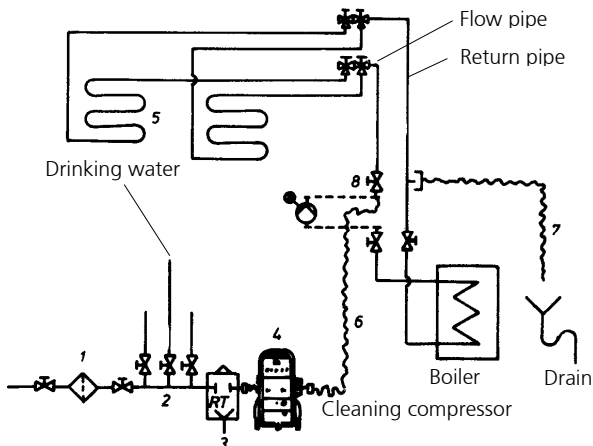 Flow pipe
Return pipe
5
Drinking water
8
7
6
1
4
2
RT
3
Boiler
Drain
Cleaning compressor